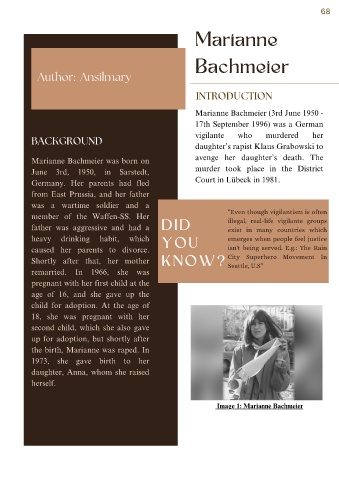 68
Marianne
Bachmeier
Author: Ansilmary
INTRODUCTION
Marianne Bachmeier (3rd June 1950 -
17th September 1996) was a German
vigilante who murdered her
daughter's rapist Klaus Grabowski to
avenge her daughter's death. The
murder took place in the District
Court in Lübeck in 1981.
BACKGROUND
Marianne Bachmeier was born on
June 3rd, 1950, in Sarstedt,
Germany. Her parents had fled
from East Prussia, and her father
was a wartime soldier and a
member of the Waffen-SS. Her
father was aggressive and had a
heavy drinking habit, which
caused her parents to divorce.
Shortly after that, her mother
remarried. In 1966, she was
pregnant with her first child at the
age of 16, and she gave up the
child for adoption. At the age of
18, she was pregnant with her
second child, which she also gave
up for adoption, but shortly after
the birth, Marianne was raped. In
1973, she gave birth to her
daughter, Anna, whom she raised
herself.
DID
YOU
KNOW?
"Even though vigilantism is often
illegal, real-life vigilante groups
exist in many countries which
emerges when people feel justice
isn't being served. E.g.: The Rain
City Superhero Movement In
Seattle, U.S"
Image 1: Marianne Bachmeier